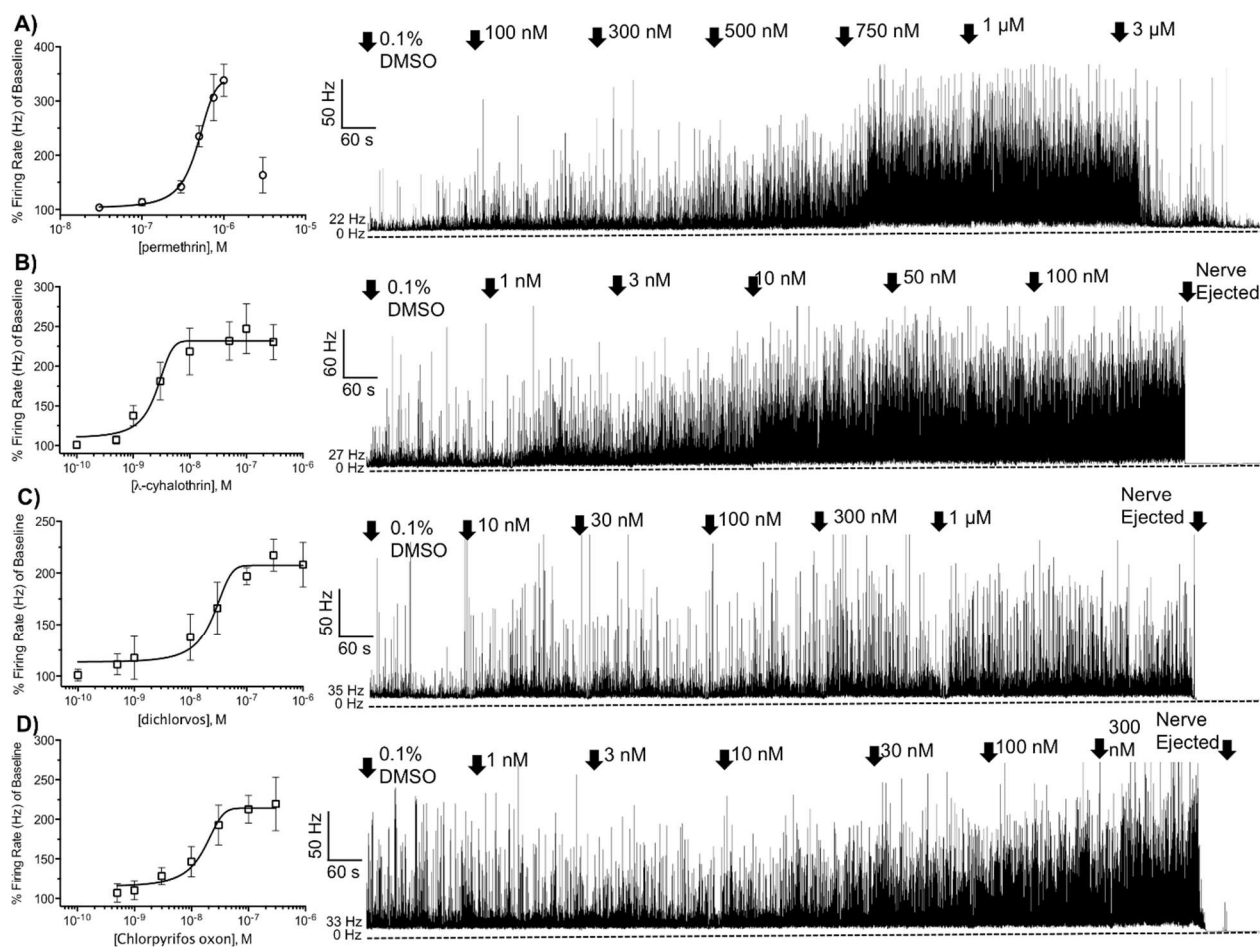 A)
% Firing Rate (Hz) of Baseline
400
300
200
100
10-8
10-7
10-6
10-5
[permethrin], M
0.1%
DMSO
100 nM
300 nM
500 nM
750 nM
1 µM
3 µM
50 Hz
60 s
22 Hz
0 Hz
B)
% Firing Rate (Hz) of Baseline
300
250
200
150
100
10-10
10-9
10-8
10-7
10-6
[λ-cyhalothrin], M
0.1%
DMSO
1 nM
3 nM
10 nM
50 nM
100 nM
Nerve
Ejected
60 Hz
60 s
27 Hz
0 Hz
C)
% Firing Rate (Hz) of Baseline
250
200
150
100
10-10
10-9
10-8
10-7
10-6
[dichlorvos], M
0.1%
DMSO
10 nM
30 nM
100 nM
300 nM
1 µM
Nerve
Ejected
50 Hz
60 s
35 Hz
0 Hz
D)
% Firing Rate (Hz) of Baseline
300
250
200
150
100
10-10
10-9
10-8
10-7
10-6
[Chlorpyrifos oxon], M
0.1%
DMSO
1 nM
3 nM
10 nM
30 nM
100 nM
300
nM
Nerve
Ejected
50 Hz
60 s
33 Hz
0 Hz